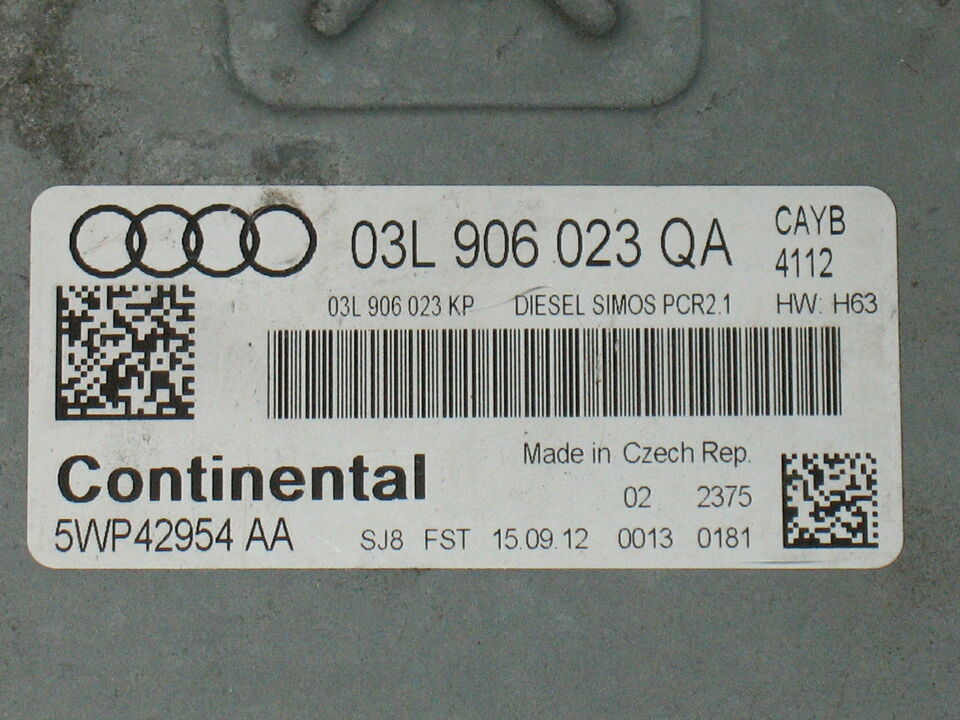 03L 906 023 QA CAYB
4112
03L 906 023 KP DIESEL SIMOS PCR2.1 HW: H63
Made in Czech Rep.
Continental
02 2375
5WP42954 AA SJ8 FST 15.09.12 0013 0181